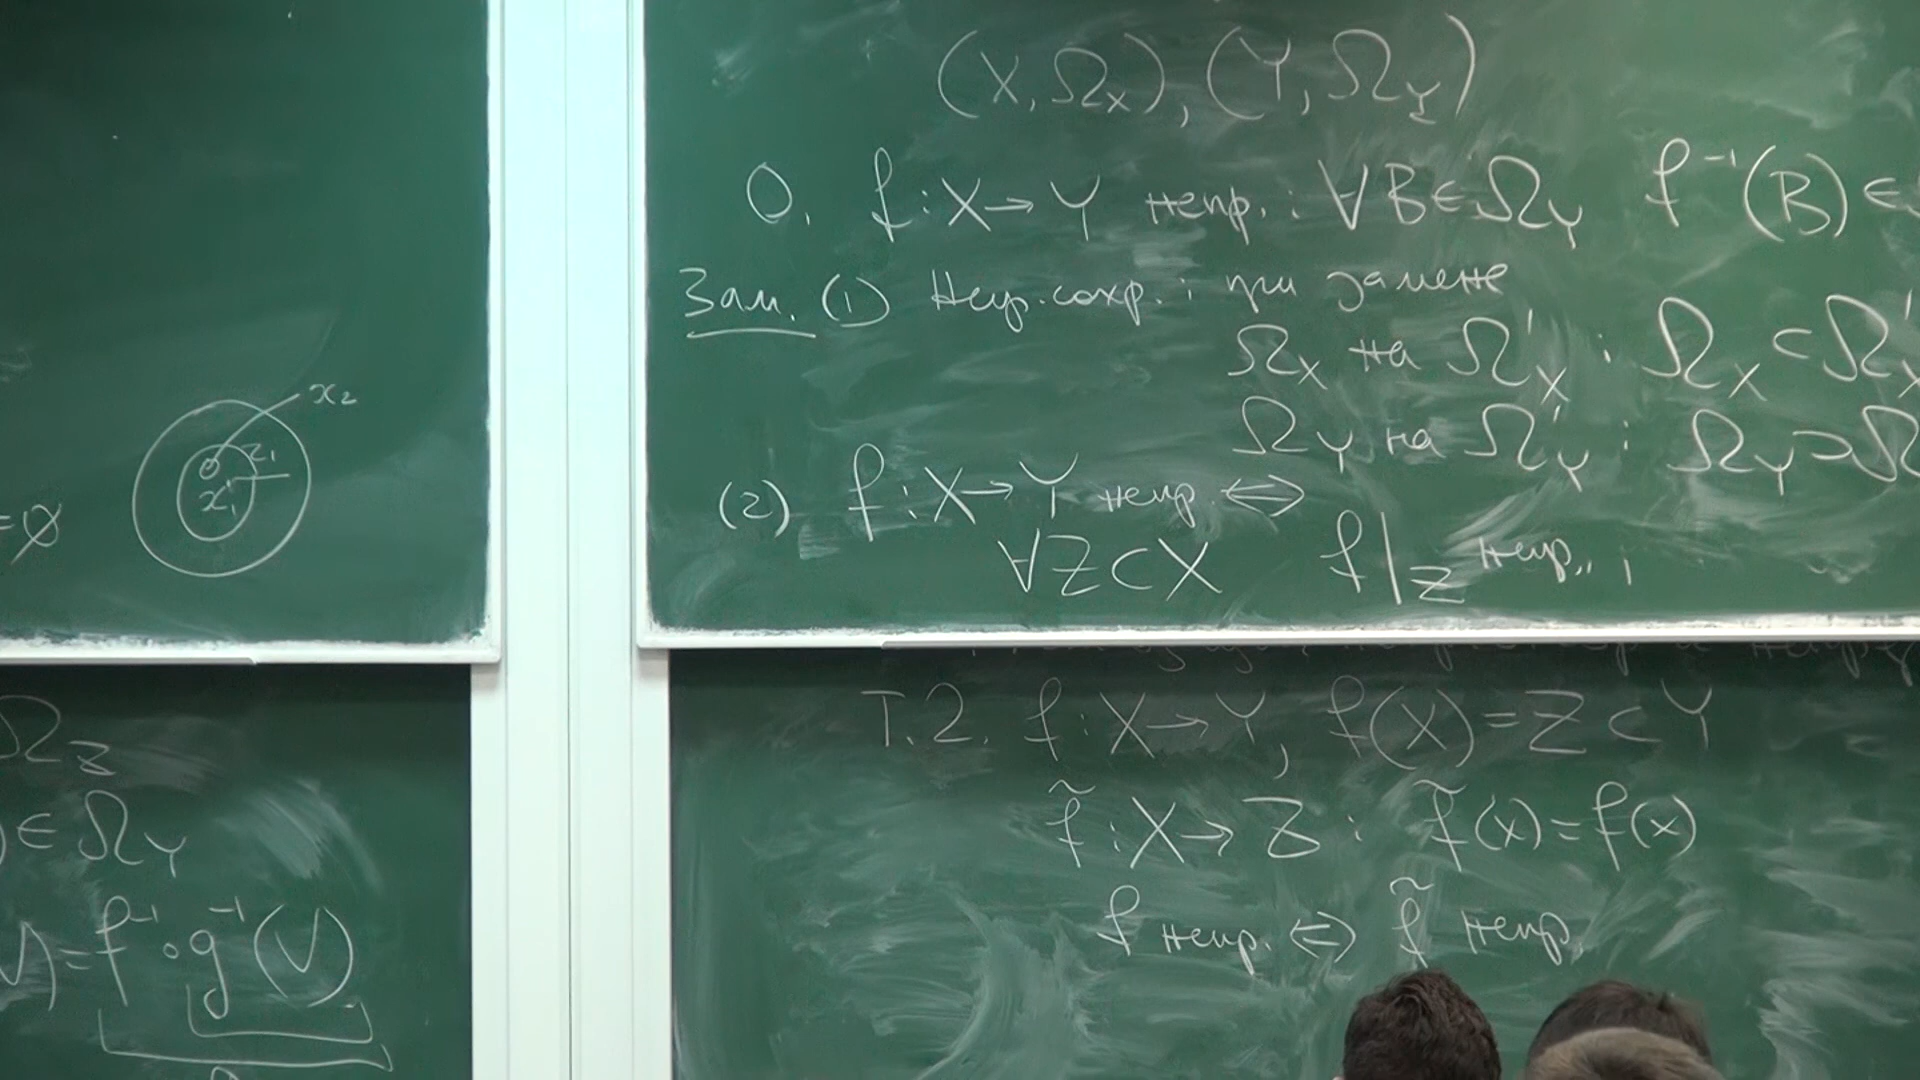 x₂
x₁
x₁'
=∅
Ω_Z
) ∈ Ω_Y
)=f⁻¹∘g⁻¹(V)
(X,Ω_X), (Y,Ω_Y)
0. f:X→Y непр.: ∀B∈Ω_Y f⁻¹(B)∈
Зам. (1) Непр. сохр.: при замене
Ω_X на Ω'_X : Ω_X⊂Ω'_X
Ω_Y на Ω'_Y : Ω_Y⊃Ω
(2) f:X→Y непр. ⇔
∀Z⊂X f|_Z непр.,
Т.2. f:X→Y, f(X)=Z⊂Y
f̃:X→Z : f̃(x)=f(x)
f непр. ⇔ f̃ непр.